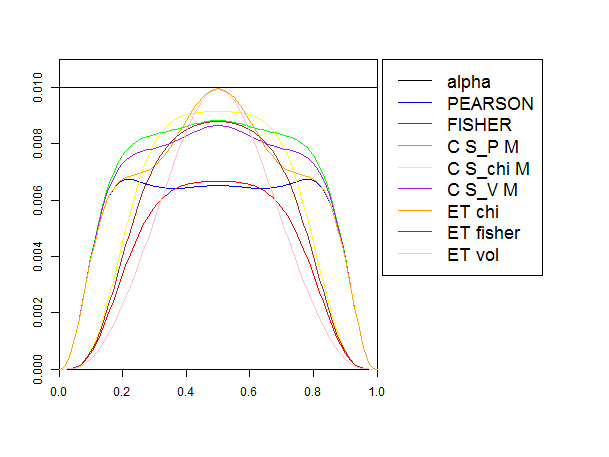 0.010
0.008
0.006
0.004
0.002
0.000
0.0 0.2 0.4 0.6 0.8 1.0
alpha
PEARSON
FISHER
C S_P M
C S_chi M
C S_V M
ET chi
ET fisher
ET vol